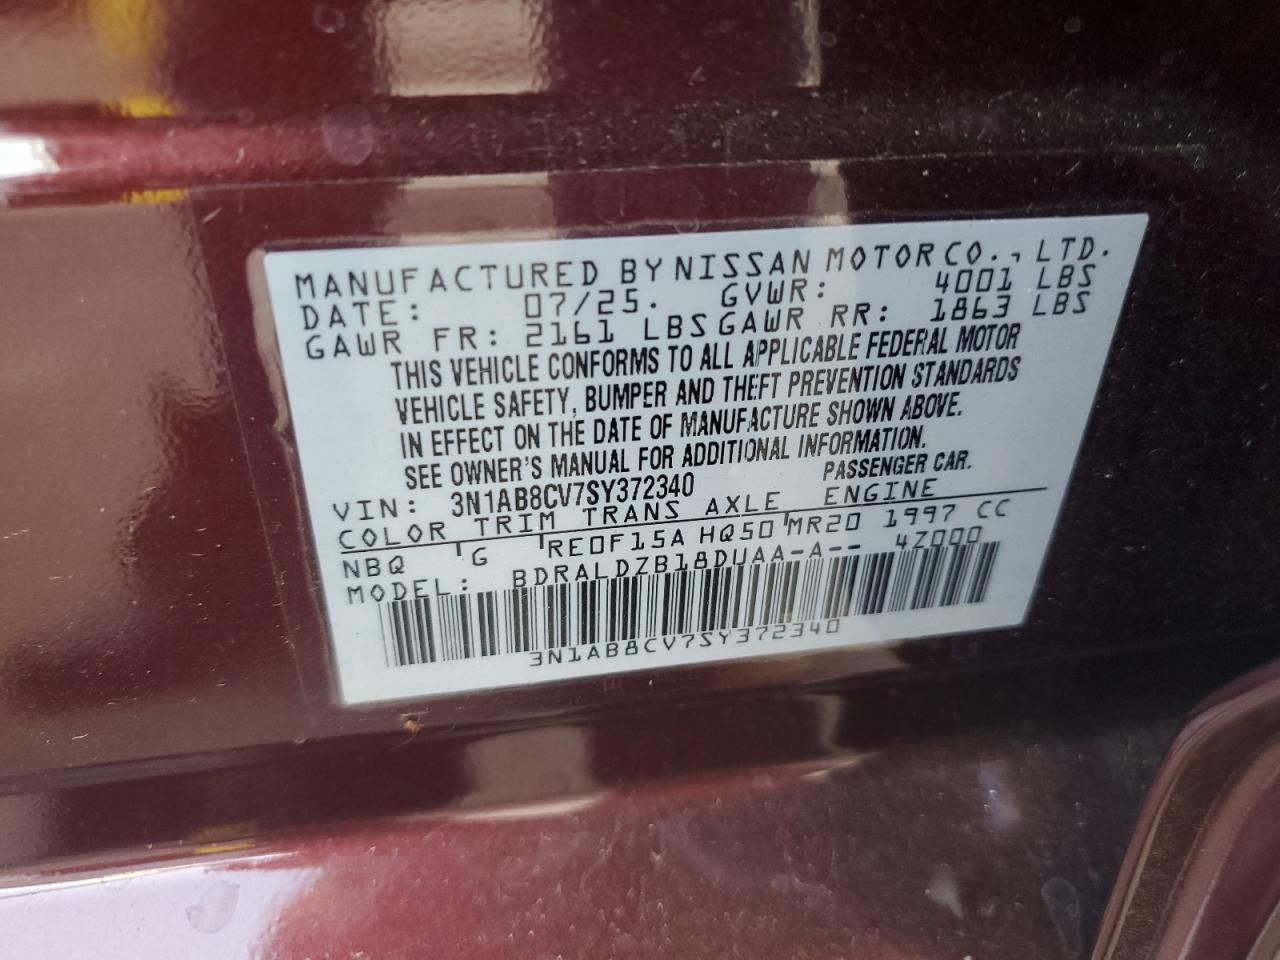 MANUFACTURED BY NISSAN MOTOR CO., LTD.
DATE: 07/25. GVWR: 4001 LBS
GAWR FR: 2161 LBS GAWR RR: 1863 LBS
THIS VEHICLE CONFORMS TO ALL APPLICABLE FEDERAL MOTOR
VEHICLE SAFETY, BUMPER AND THEFT PREVENTION STANDARDS
IN EFFECT ON THE DATE OF MANUFACTURE SHOWN ABOVE.
SEE OWNER'S MANUAL FOR ADDITIONAL INFORMATION.
VIN: 3N1AB8CV7SY372340 PASSENGER CAR.
COLOR TRIM TRANS AXLE ENGINE
NBQ G RE0F15A HQ50 MR20 1997 CC
MODEL: BDRALDZB18DUAA-A-- 4Z000
3N1AB8CV7SY372340